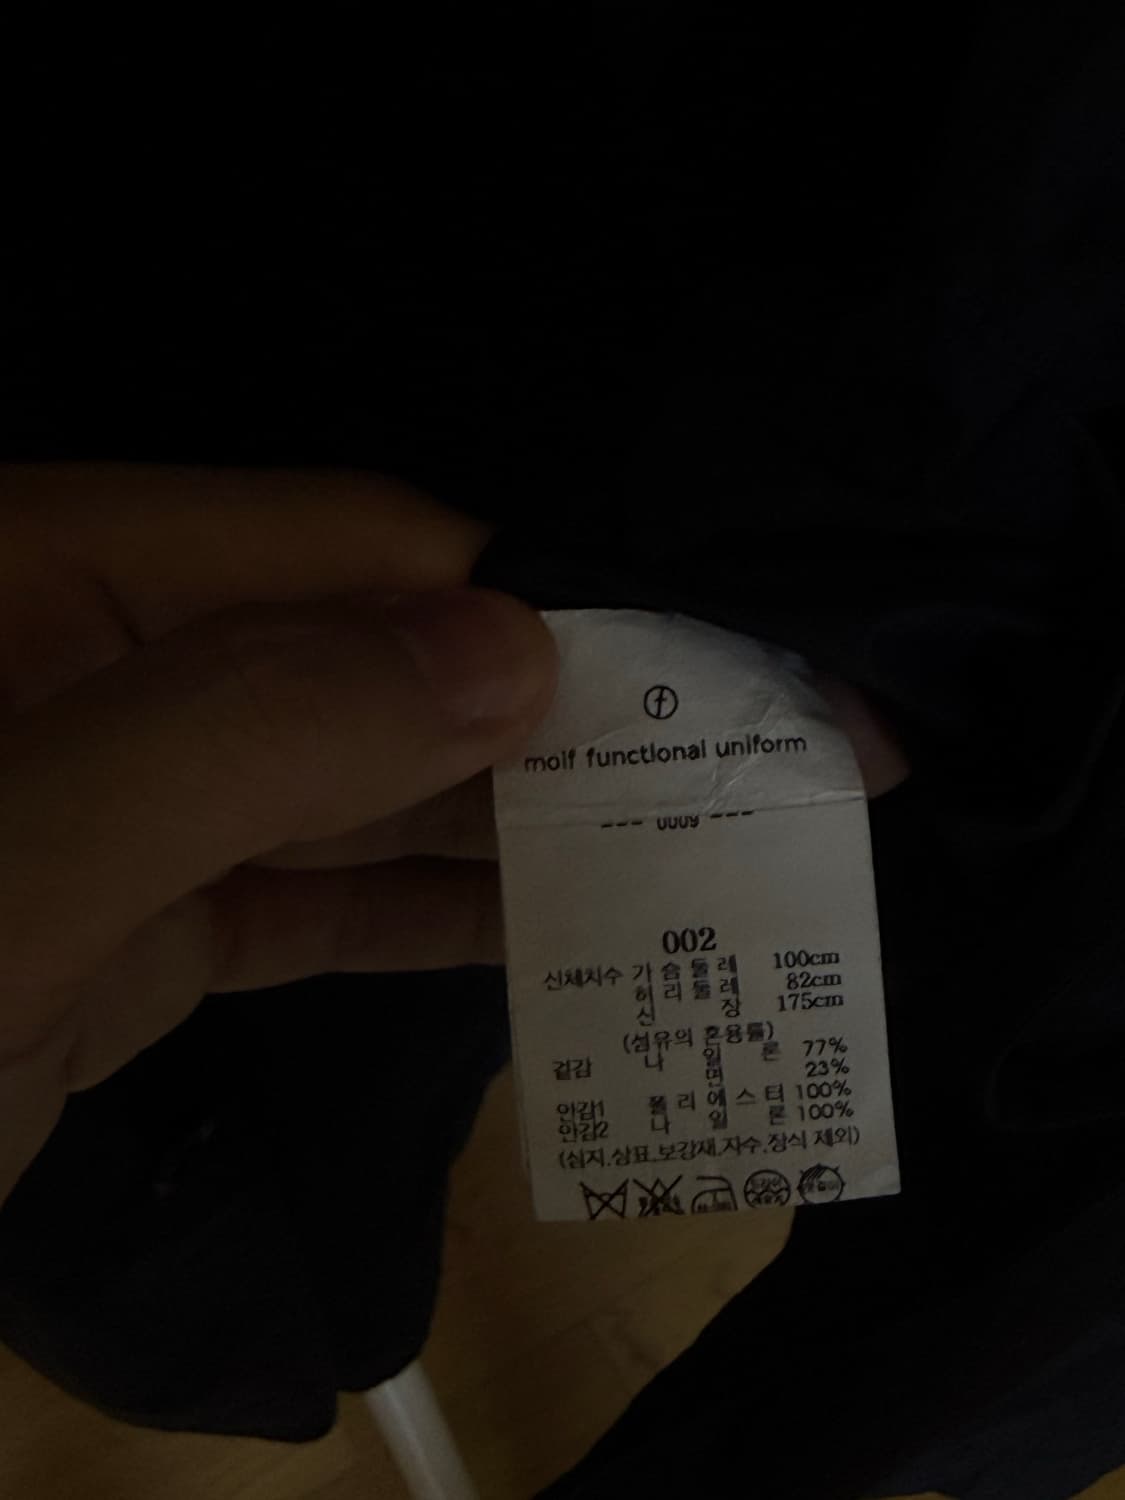 f
molf functional uniform
--- 0009 ---
002
신체치수 가슴둘레 100cm
허리둘레 82cm
신장 175cm
(섬유의 혼용률)
겉감 나일론 77%
면 23%
안감1 폴리에스터 100%
안감2 나일론 100%
(심지.상표.보강재.자수.장식 제외)